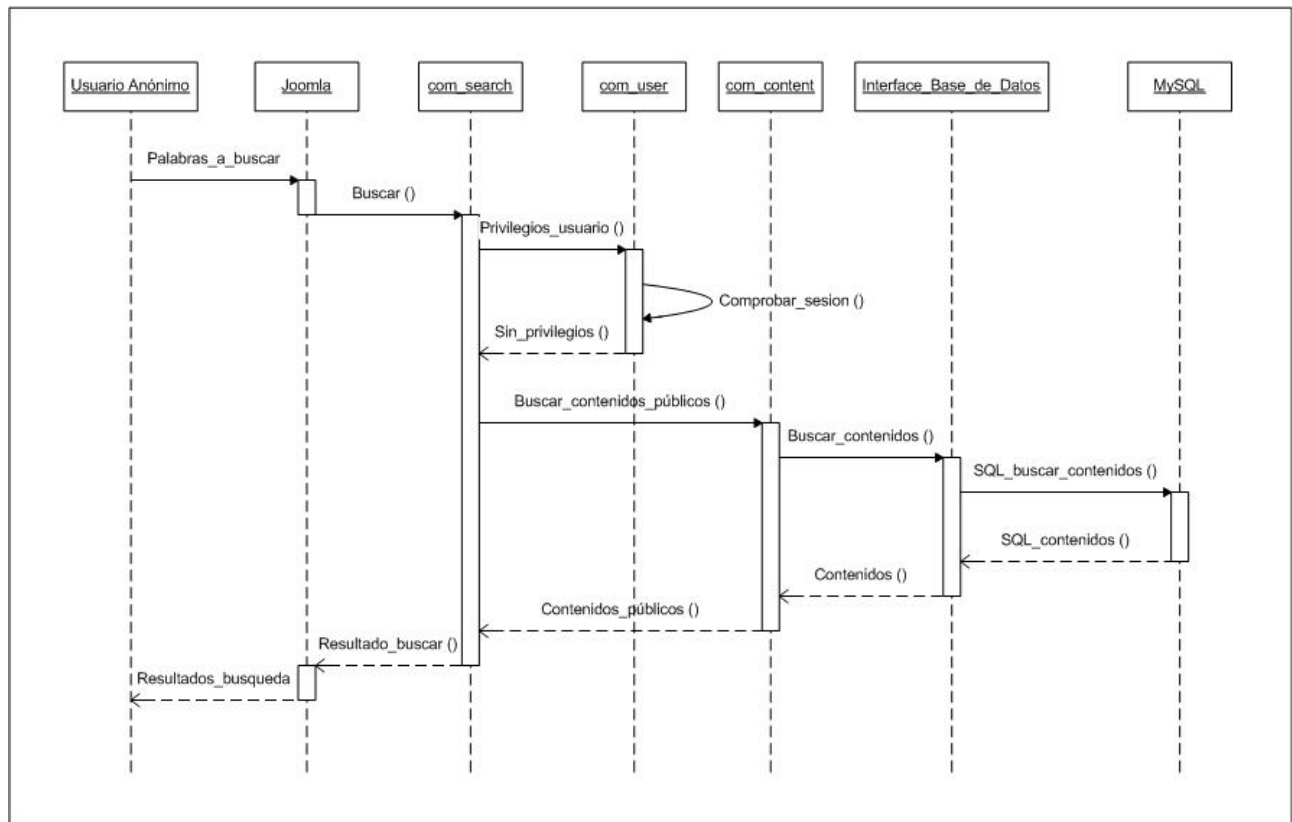 Usuario Anónimo
Joomla
com_search
com_user
com_content
Interface_Base_de_Datos
MySQL
Palabras_a_buscar
Buscar ()
Privilegios_usuario ()
Comprobar_sesion ()
Sin_privilegios ()
Buscar_contenidos_públicos ()
Buscar_contenidos ()
SQL_buscar_contenidos ()
SQL_contenidos ()
Contenidos ()
Contenidos_públicos ()
Resultado_buscar ()
Resultados_busqueda